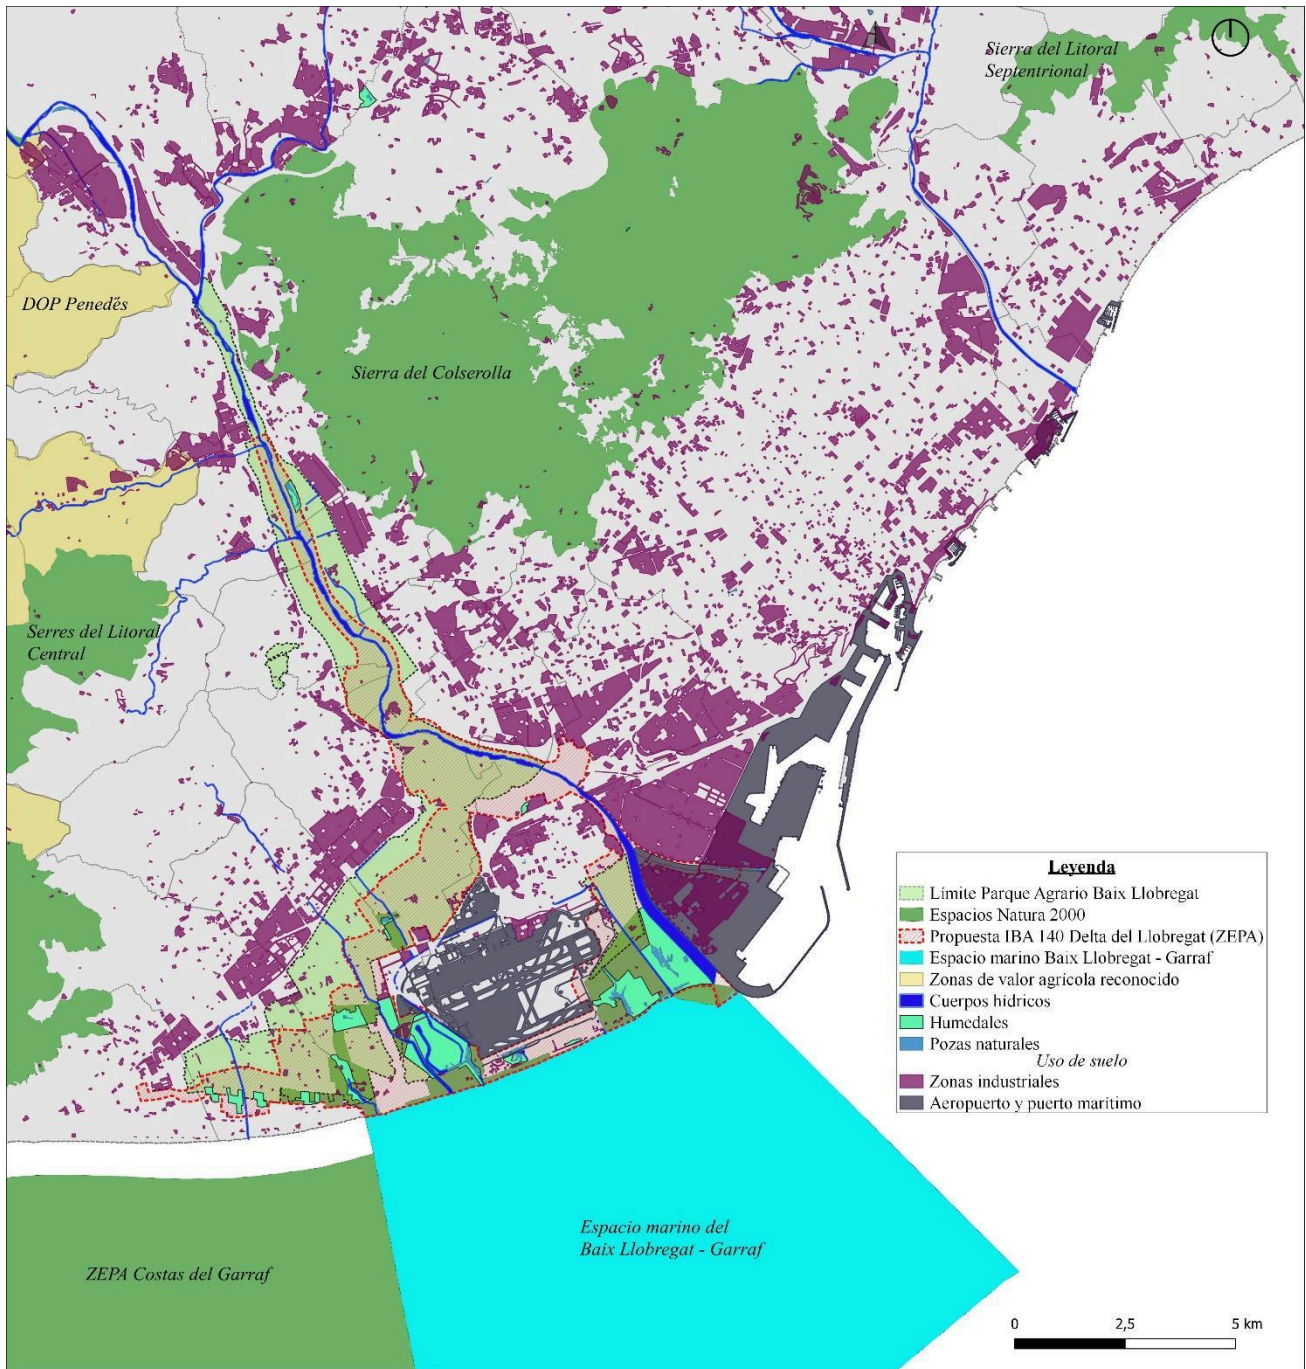 Sierra del Litoral
Septentrional
DOP Penedés
Sierra del Colserolla
Serres del Litoral
Central
Leyenda
Límite Parque Agrario Baix Llobregat
Espacios Natura 2000
Propuesta IBA 140 Delta del Llobregat (ZEPA)
Espacio marino Baix Llobregat - Garraf
Zonas de valor agrícola reconocido
Cuerpos hídricos
Humedales
Pozas naturales
Uso de suelo
Zonas industriales
Aeropuerto y puerto marítimo
Espacio marino del
Baix Llobregat - Garraf
ZEPA Costas del Garraf
0 2,5 5 km